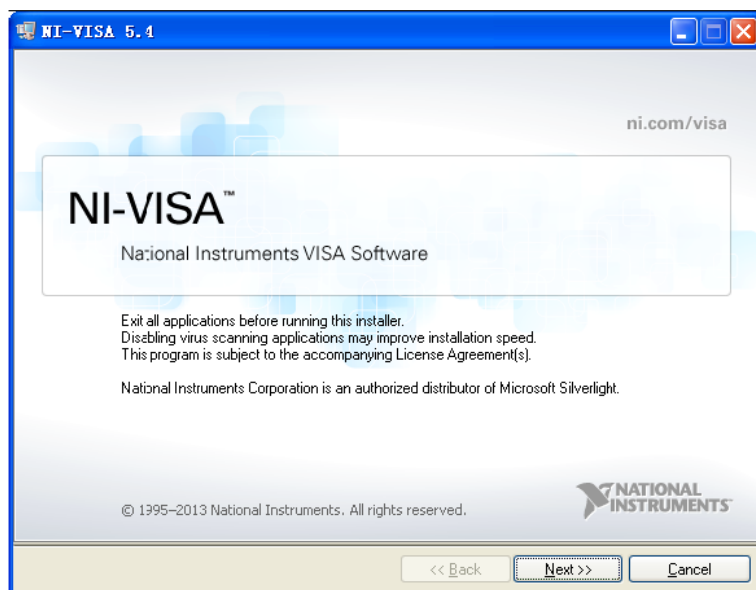 NI-VISA 5.4
ni.com/visa
NI-VISA™
National Instruments VISA Software
Exit all applications before running this installer.
Disabling virus scanning applications may improve installation speed.
This program is subject to the accompanying License Agreement(s).
National Instruments Corporation is an authorized distributor of Microsoft Silverlight.
© 1995–2013 National Instruments. All rights reserved.
NATIONAL
INSTRUMENTS™
<< Back Next >> Cancel